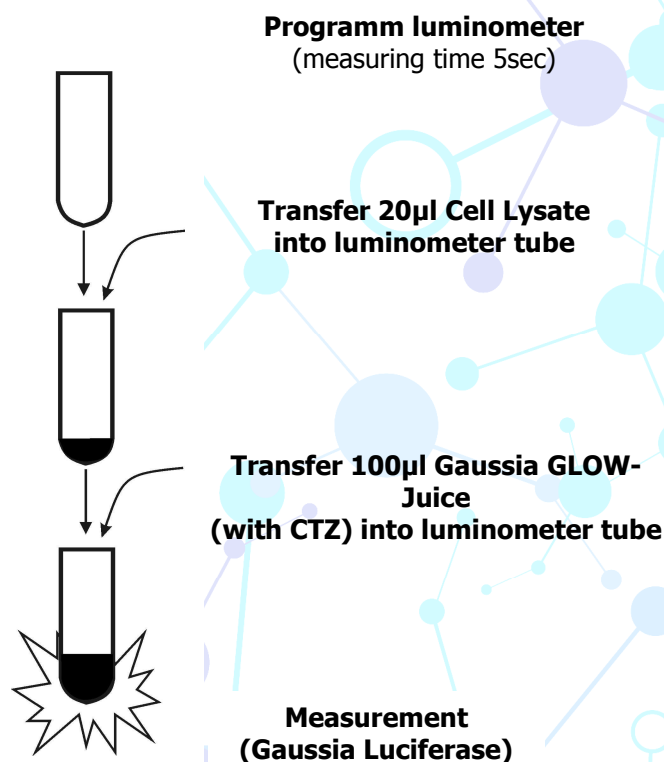 Programm luminometer
(measuring time 5sec)
Transfer 20µl Cell Lysate
into luminometer tube
Transfer 100µl Gaussia GLOW-
Juice
(with CTZ) into luminometer tube
Measurement
(Gaussia Luciferase)